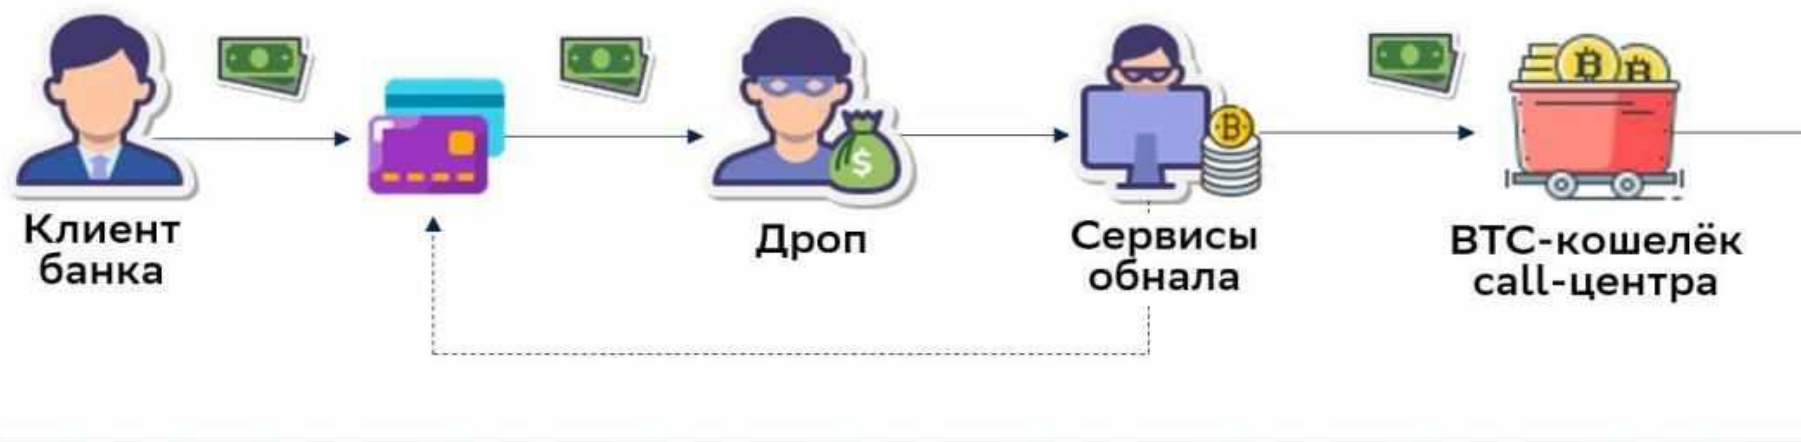 Клиент
банка
Дроп
Сервисы
обнала
BTC-кошелёк
call-центра